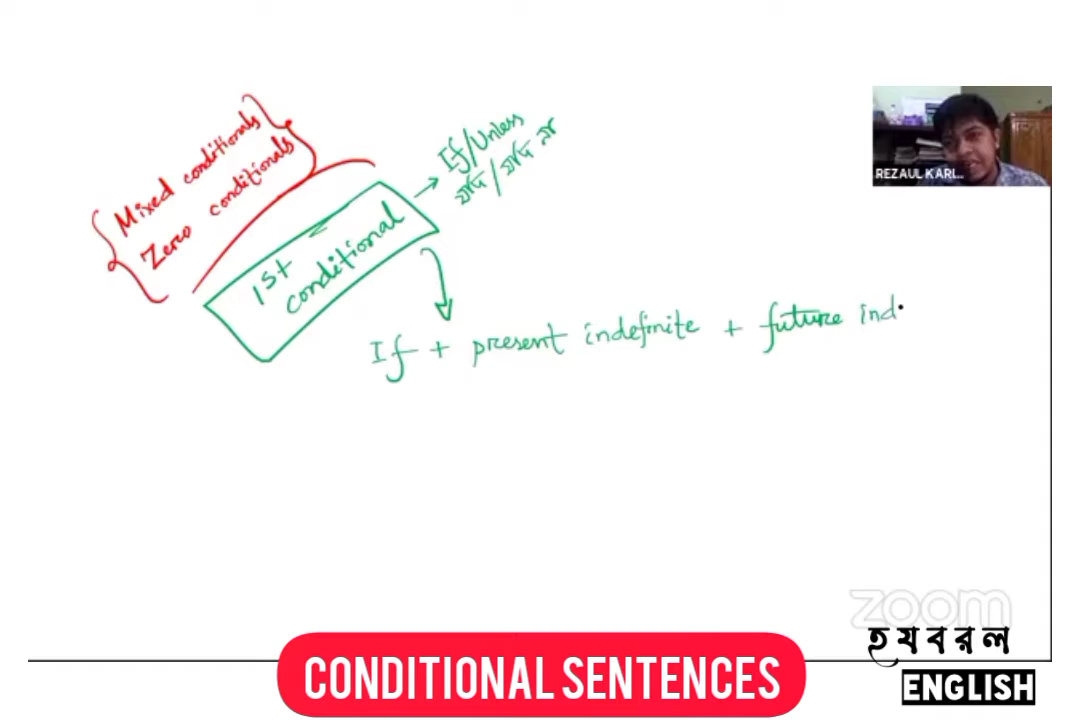 Mixed conditionals
Zero conditionals
1st conditional
If/Unless
যদি/যদি না
If + present indefinite + future ind
REZAUL KARI...
zoom
হযবরল
ENGLISH
CONDITIONAL SENTENCES